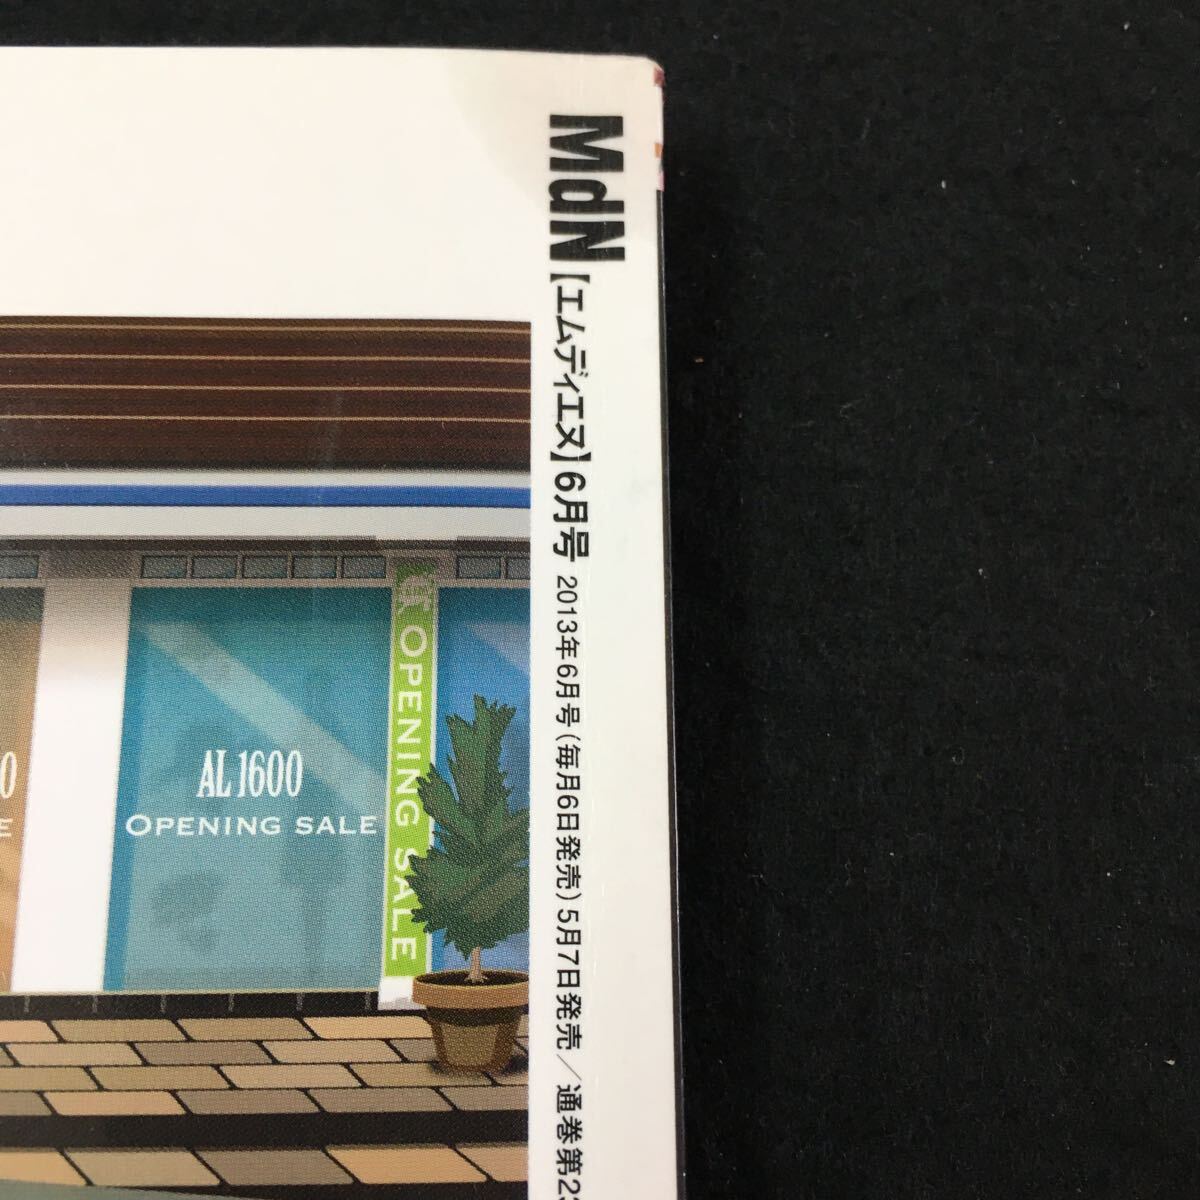 MdN【エムディエヌ】6月号 2013年6月号(毎月6日発売)5月7日発売/通巻第23
AL 1600
OPENING SALE
OPENING SALE